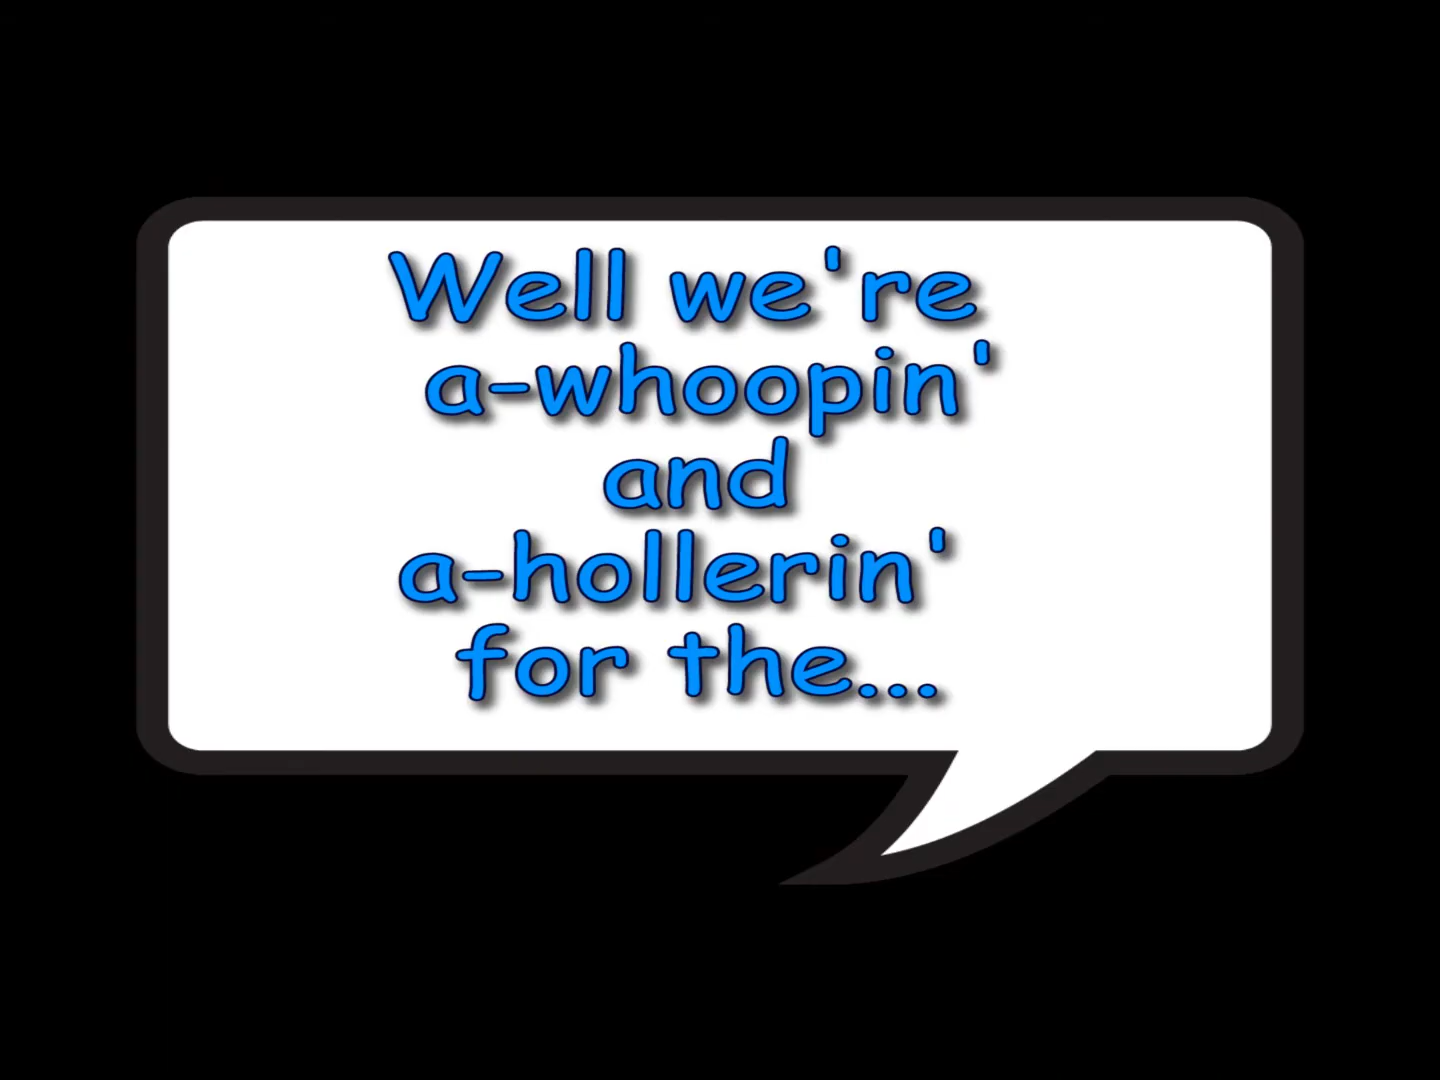 Well we're
a-whoopin'
and
a-hollerin'
for the...